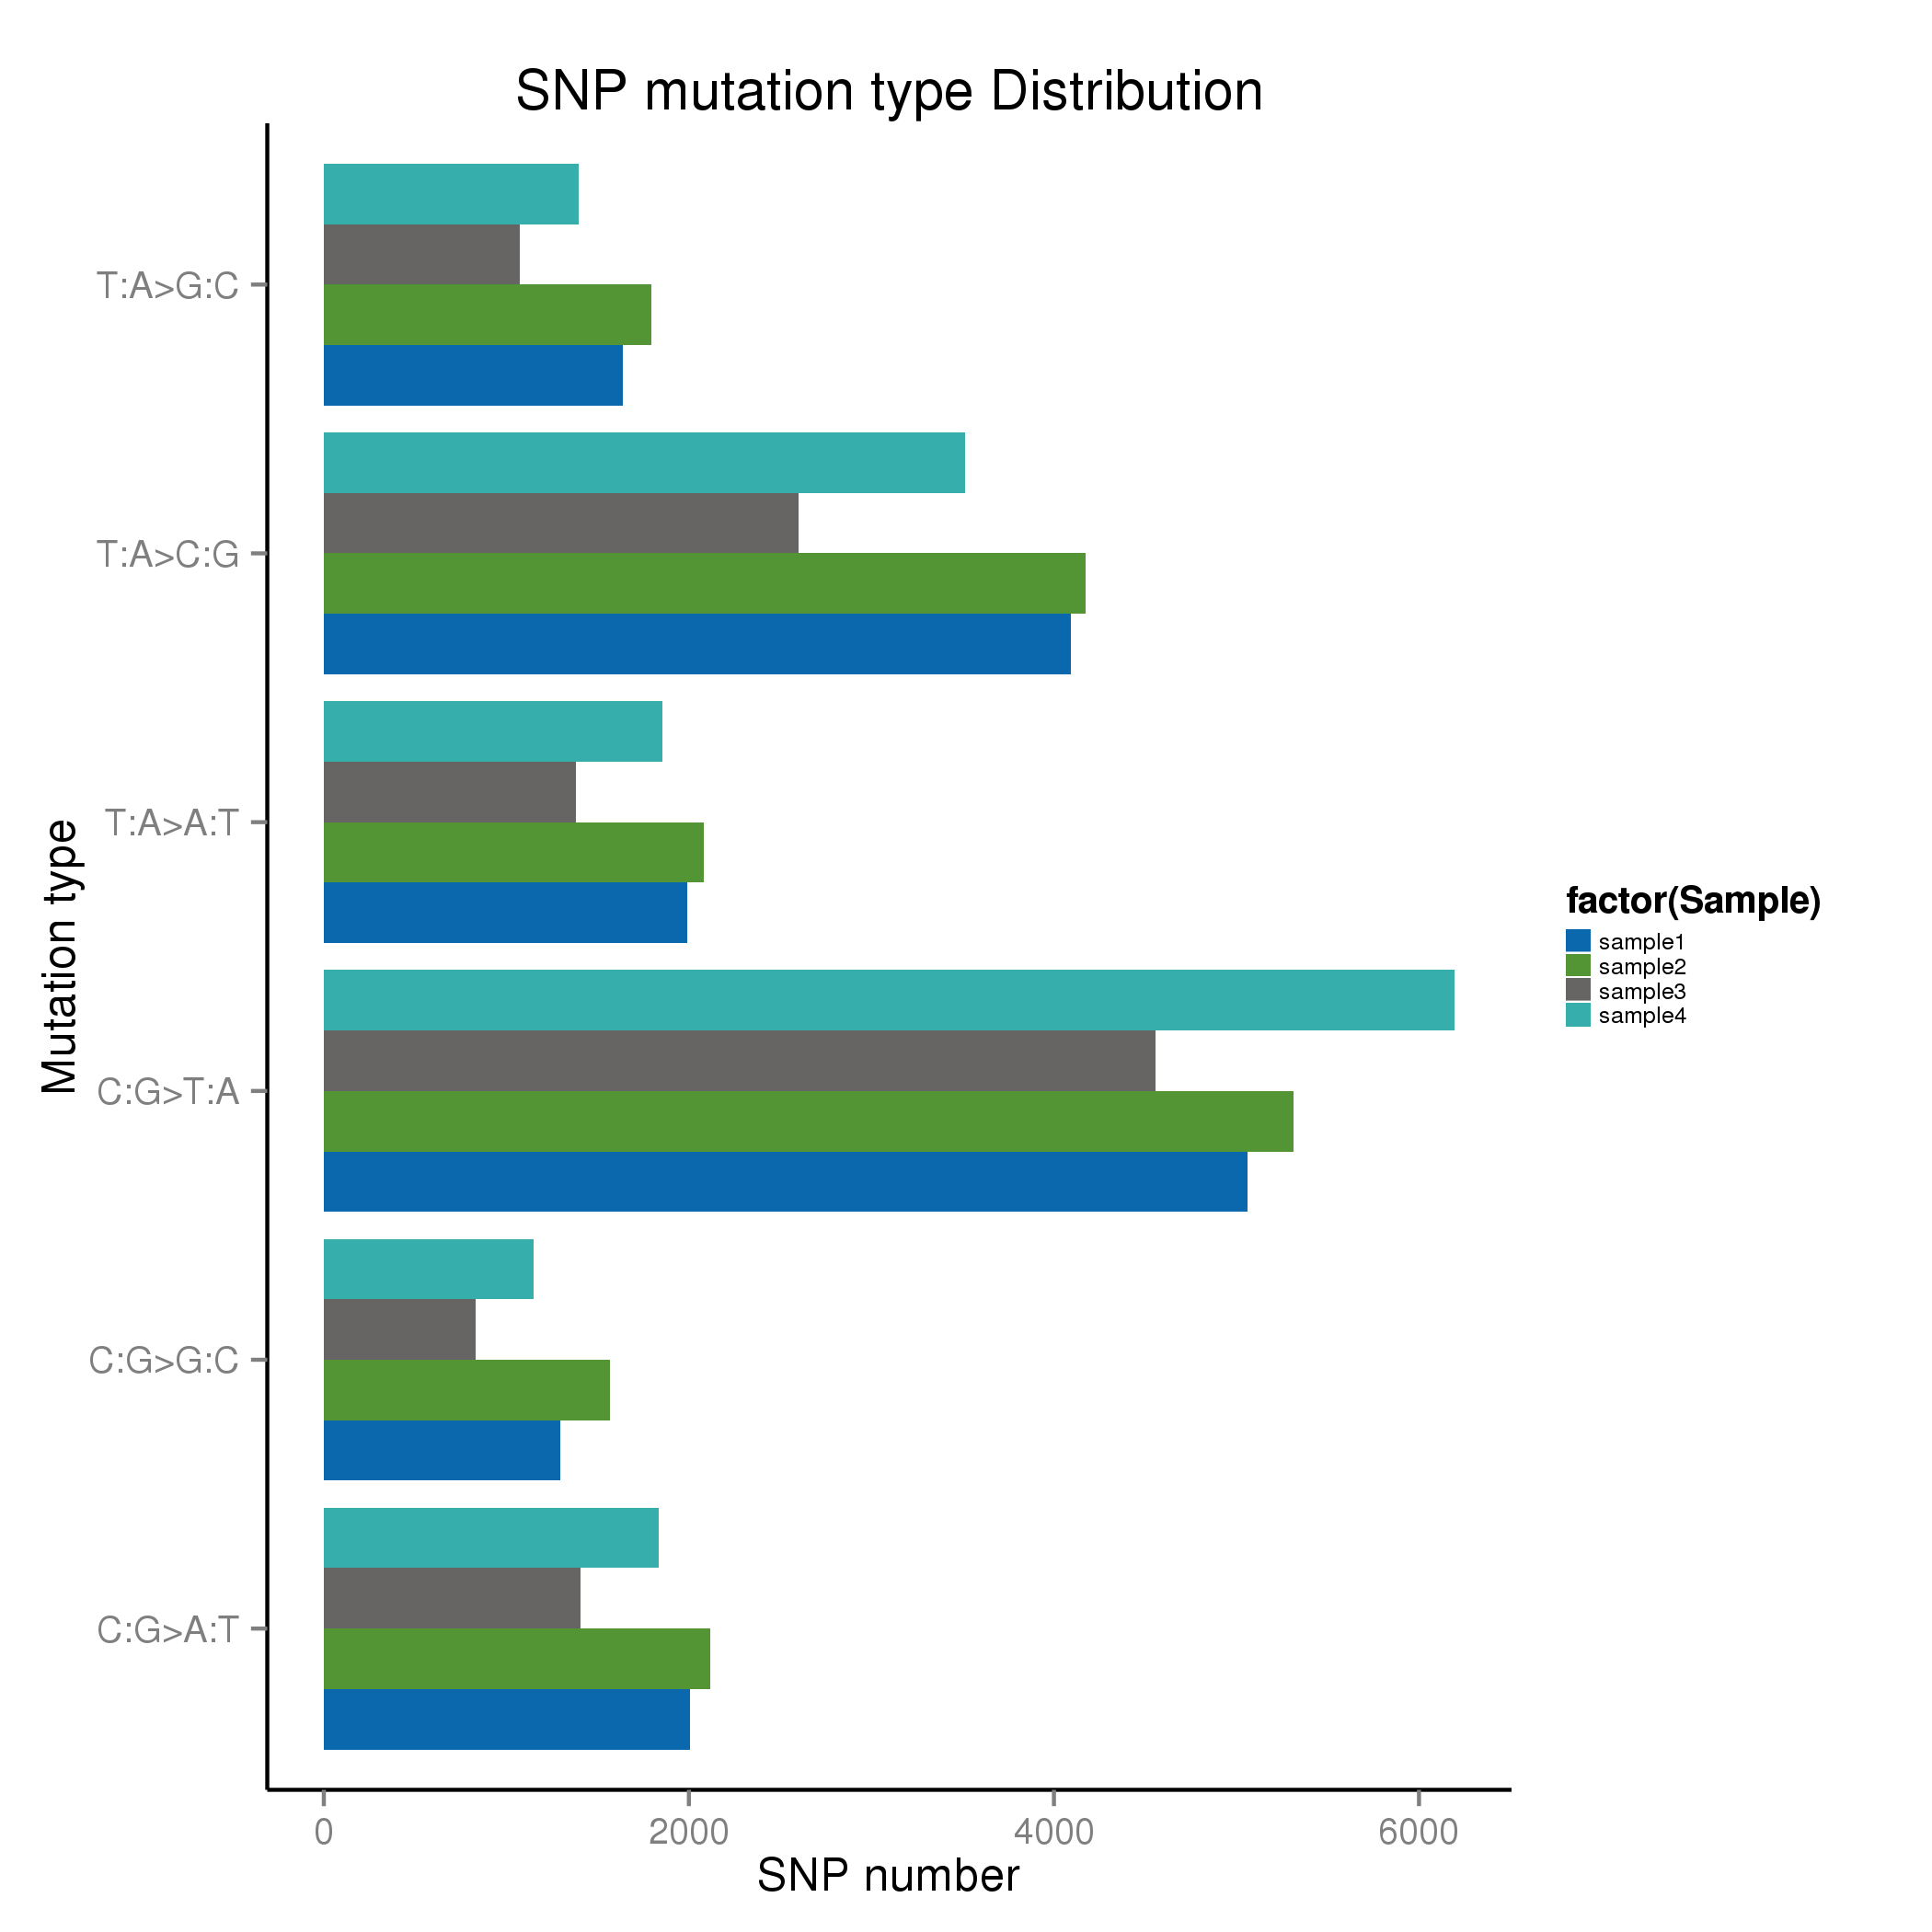 SNP mutation type Distribution
T:A>G:C
T:A>C:G
T:A>A:T
C:G>T:A
C:G>G:C
C:G>A:T
Mutation type
0 2000 4000 6000
SNP number
factor(Sample)
sample1
sample2
sample3
sample4